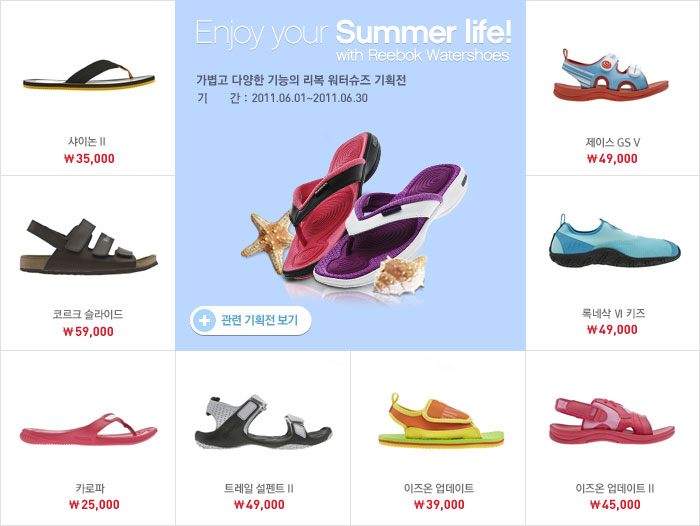 Enjoy your Summer life!
with Reebok Watershoes
가볍고 다양한 기능의 리복 워터슈즈 기획전
기 간 : 2011.06.01~2011.06.30
관련 기획전 보기
샤이논 II
₩35,000
제이스 GS V
₩49,000
코르크 슬라이드
₩59,000
록네삭 VI 키즈
₩49,000
카로파
₩25,000
트레일 설펜트 II
₩49,000
이즈온 업데이트
₩39,000
이즈온 업데이트 II
₩45,000